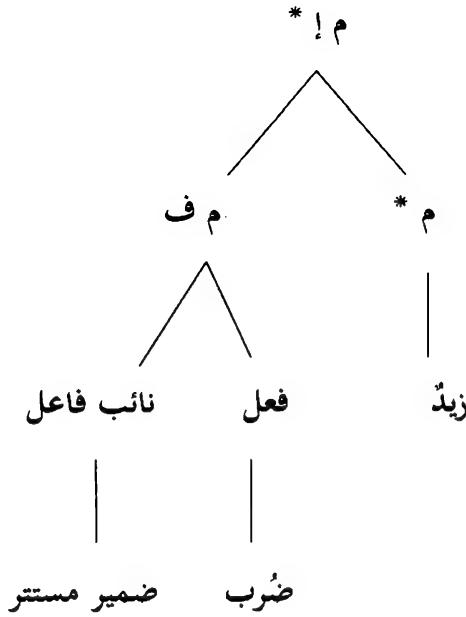 م إ *
م * م ف
زيدٌ فعل نائب فاعل
ضُرب ضمير مستتر